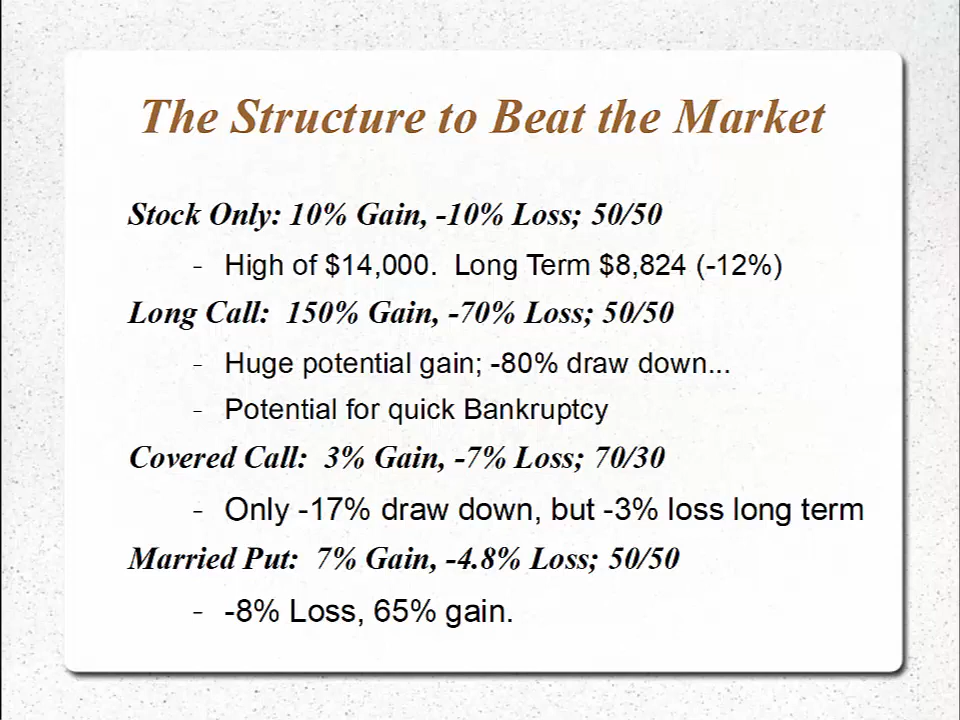 The Structure to Beat the Market
Stock Only: 10% Gain, -10% Loss; 50/50
- High of $14,000.  Long Term $8,824 (-12%)
Long Call:  150% Gain, -70% Loss; 50/50
- Huge potential gain; -80% draw down...
- Potential for quick Bankruptcy
Covered Call:  3% Gain, -7% Loss; 70/30
- Only -17% draw down, but -3% loss long term
Married Put:  7% Gain, -4.8% Loss; 50/50
- -8% Loss, 65% gain.